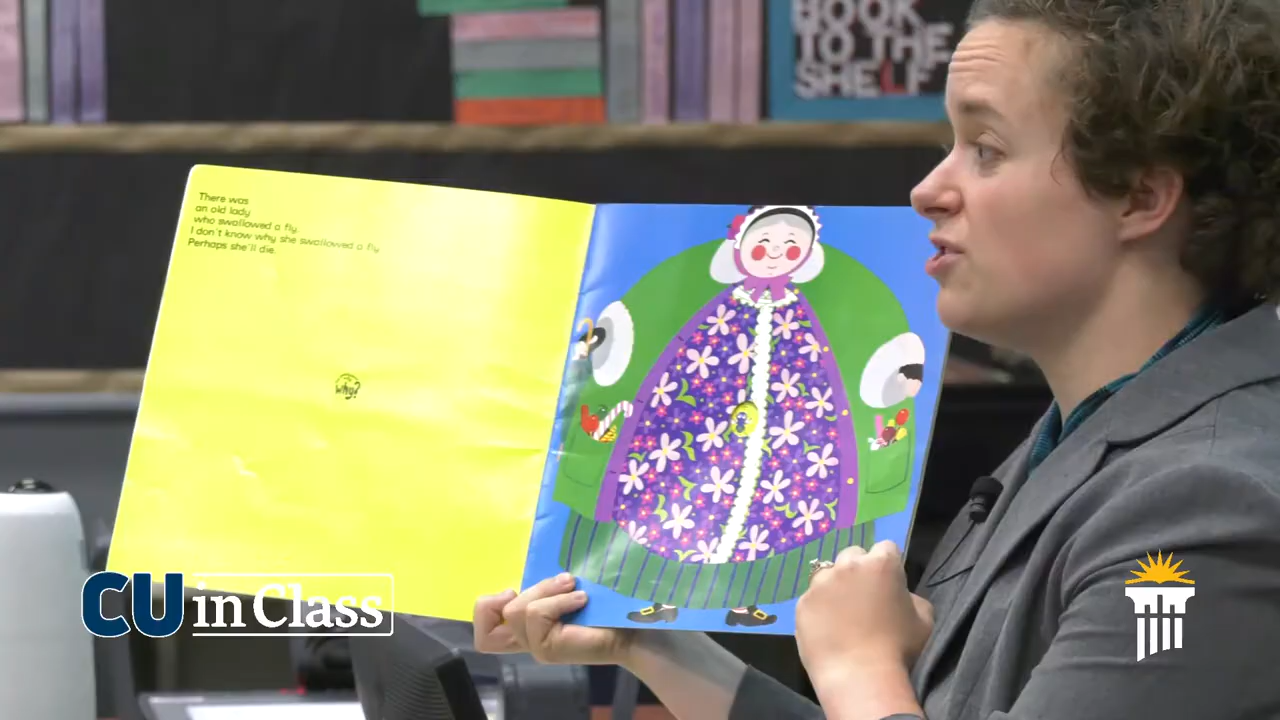 BOOK
TO THE
SHELF
There was
an old lady
who swallowed a fly.
I don't know why she swallowed a fly
Perhaps she'll die.
why?
CU in Class